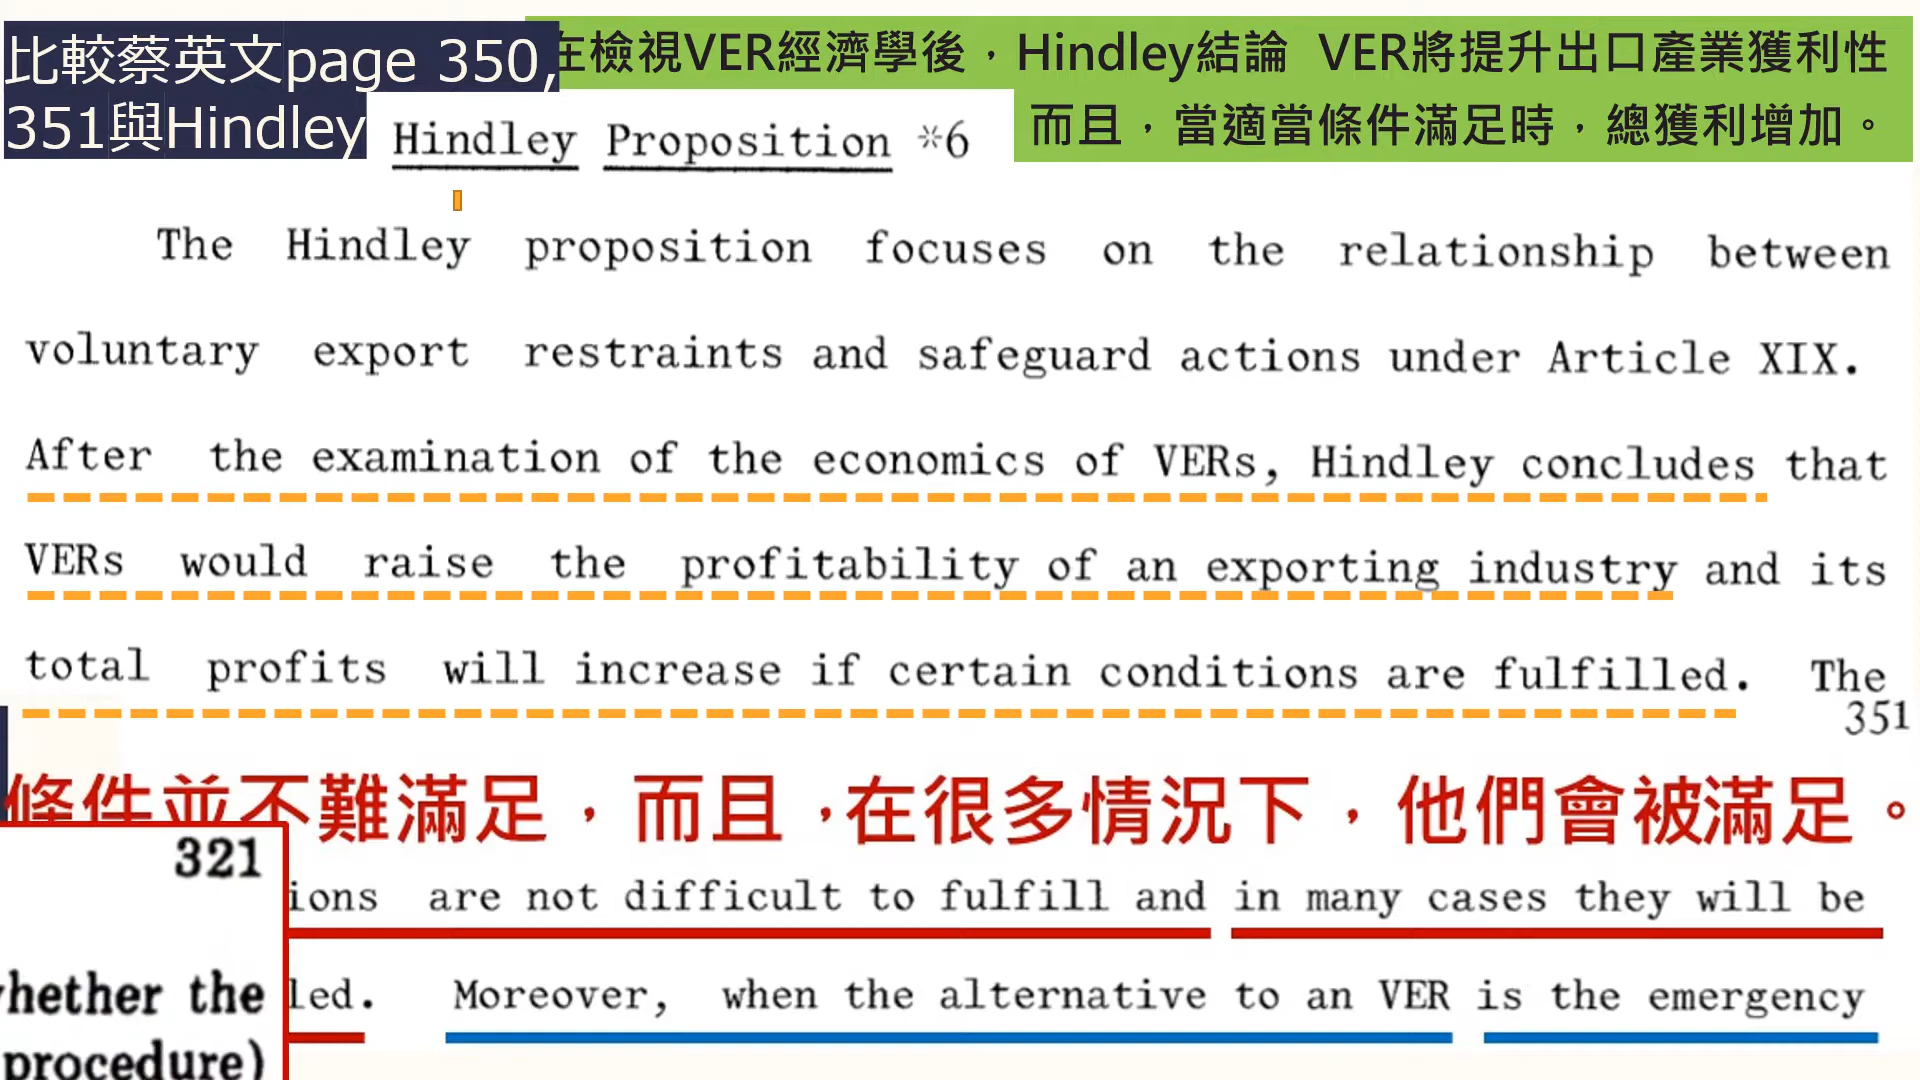 比較蔡英文page 350,
351與Hindley
在檢視VER經濟學後，Hindley結論 VER將提升出口產業獲利性
而且，當適當條件滿足時，總獲利增加。
Hindley Proposition *6
The Hindley proposition focuses on the relationship between
voluntary export restraints and safeguard actions under Article XIX.
After the examination of the economics of VERs, Hindley concludes that
VERs would raise the profitability of an exporting industry and its
total profits will increase if certain conditions are fulfilled. The
351
條件並不難滿足，而且，在很多情況下，他們會被滿足。
321
ions are not difficult to fulfill and in many cases they will be
whether the
led. Moreover, when the alternative to an VER is the emergency
procedure)